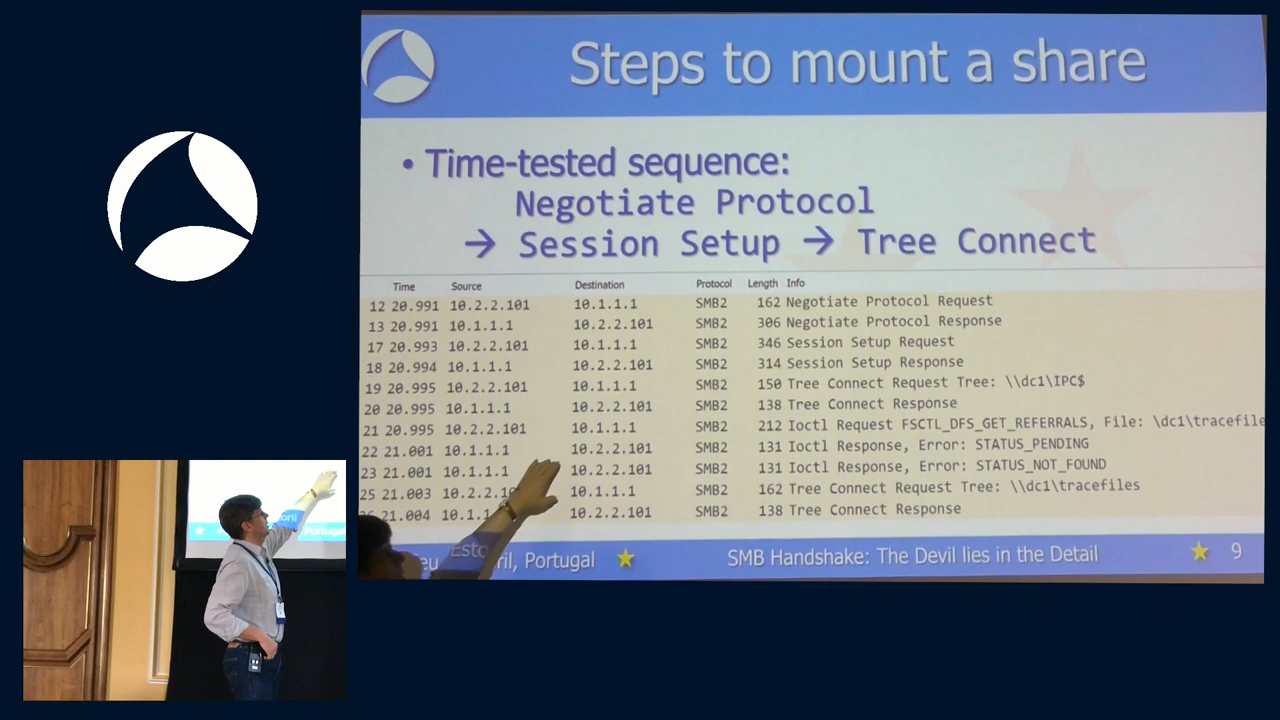 Steps to mount a share
• Time-tested sequence:
Negotiate Protocol
→ Session Setup → Tree Connect
Time Source Destination Protocol Length Info
12 20.991 10.2.2.101 10.1.1.1 SMB2 162 Negotiate Protocol Request
13 20.991 10.1.1.1 10.2.2.101 SMB2 306 Negotiate Protocol Response
17 20.993 10.2.2.101 10.1.1.1 SMB2 346 Session Setup Request
18 20.994 10.1.1.1 10.2.2.101 SMB2 314 Session Setup Response
19 20.995 10.2.2.101 10.1.1.1 SMB2 150 Tree Connect Request Tree: \\dc1\IPC$
20 20.995 10.1.1.1 10.2.2.101 SMB2 138 Tree Connect Response
21 20.995 10.2.2.101 10.1.1.1 SMB2 212 Ioctl Request FSCTL_DFS_GET_REFERRALS, File: \dc1\tracefile
22 21.001 10.1.1.1 10.2.2.101 SMB2 131 Ioctl Response, Error: STATUS_PENDING
23 21.001 10.1.1.1 10.2.2.101 SMB2 131 Ioctl Response, Error: STATUS_NOT_FOUND
25 21.003 10.2.2.10 10.1.1.1 SMB2 162 Tree Connect Request Tree: \\dc1\tracefiles
21.004 10.1.1 10.2.2.101 SMB2 138 Tree Connect Response
Estoril, Portugal SMB Handshake: The Devil lies in the Detail 9
oril
Portugal